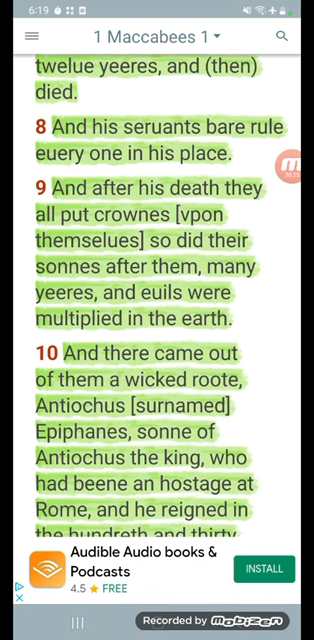 6:19
1 Maccabees 1
twelue yeeres, and (then)
died.
8 And his seruants bare rule
euery one in his place.
9 And after his death they
all put crownes [vpon
themselues] so did their
sonnes after them, many
yeeres, and euils were
multiplied in the earth.
10 And there came out
of them a wicked roote,
Antiochus [surnamed]
Epiphanes, sonne of
Antiochus the king, who
had beene an hostage at
Rome, and he reigned in
the hundreth and thirty
Audible Audio books &
Podcasts
4.5 ★ FREE
INSTALL
Recorded by mobizen